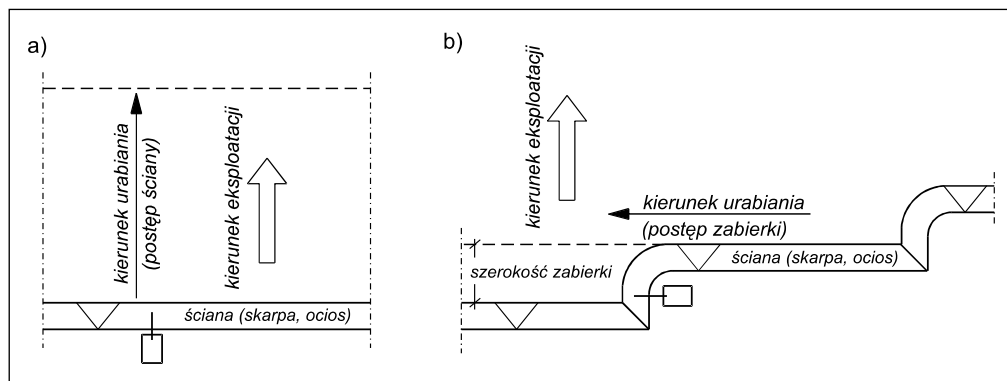 a)
kierunek urabiania
(postęp ściany)
kierunek eksploatacji
ściana (skarpa, ocios)
b)
kierunek eksploatacji
kierunek urabiania
(postęp zabierki)
szerokość zabierki
ściana (skarpa, ocios)